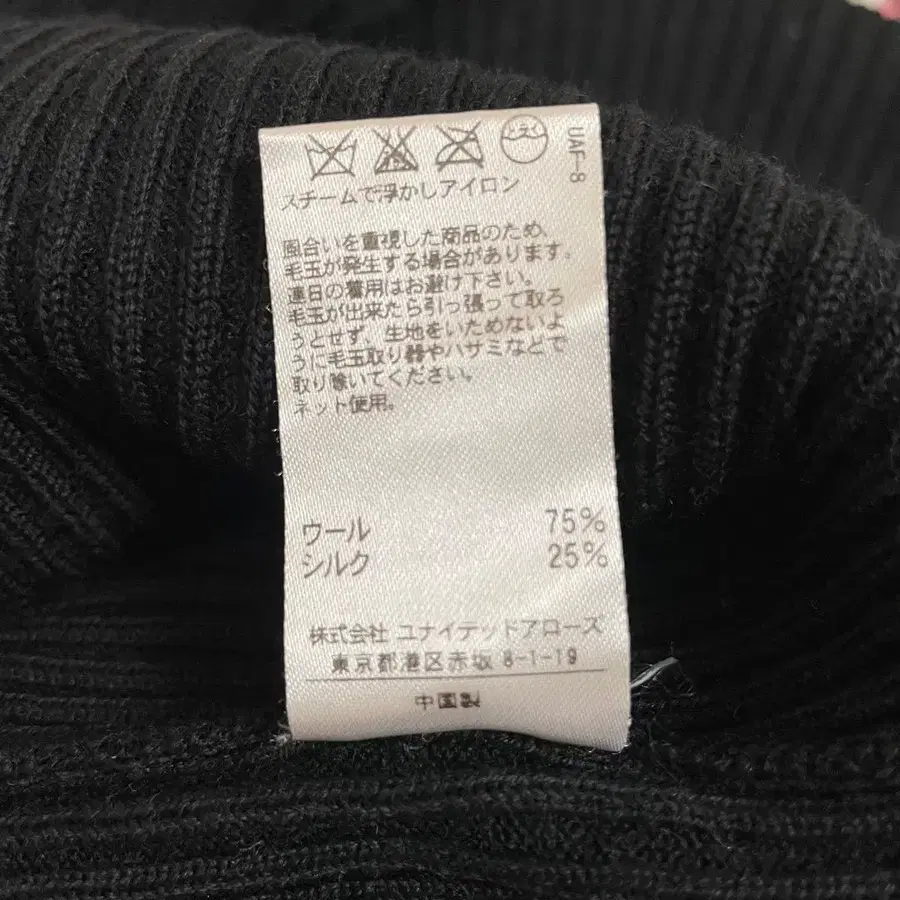 UAF-8
スチームで浮かしアイロン
風合いを重視した商品のため、
毛玉が発生する場合があります。
連日の着用はお避け下さい。
毛玉が出来たら引っ張って取ろ
うとせず、生地をいためないよ
うに毛玉取り器やハサミなどで
取り除いてください。
ネット使用。
ウール 75%
シルク 25%
株式会社 ユナイテッドアローズ
東京都港区赤坂 8-1-19
中国製